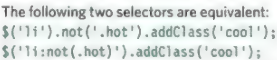 The following two selectors are equivalent:
$('li').not('.hot').addClass('cool');
$('li:not(.hot)').addClass('cool');